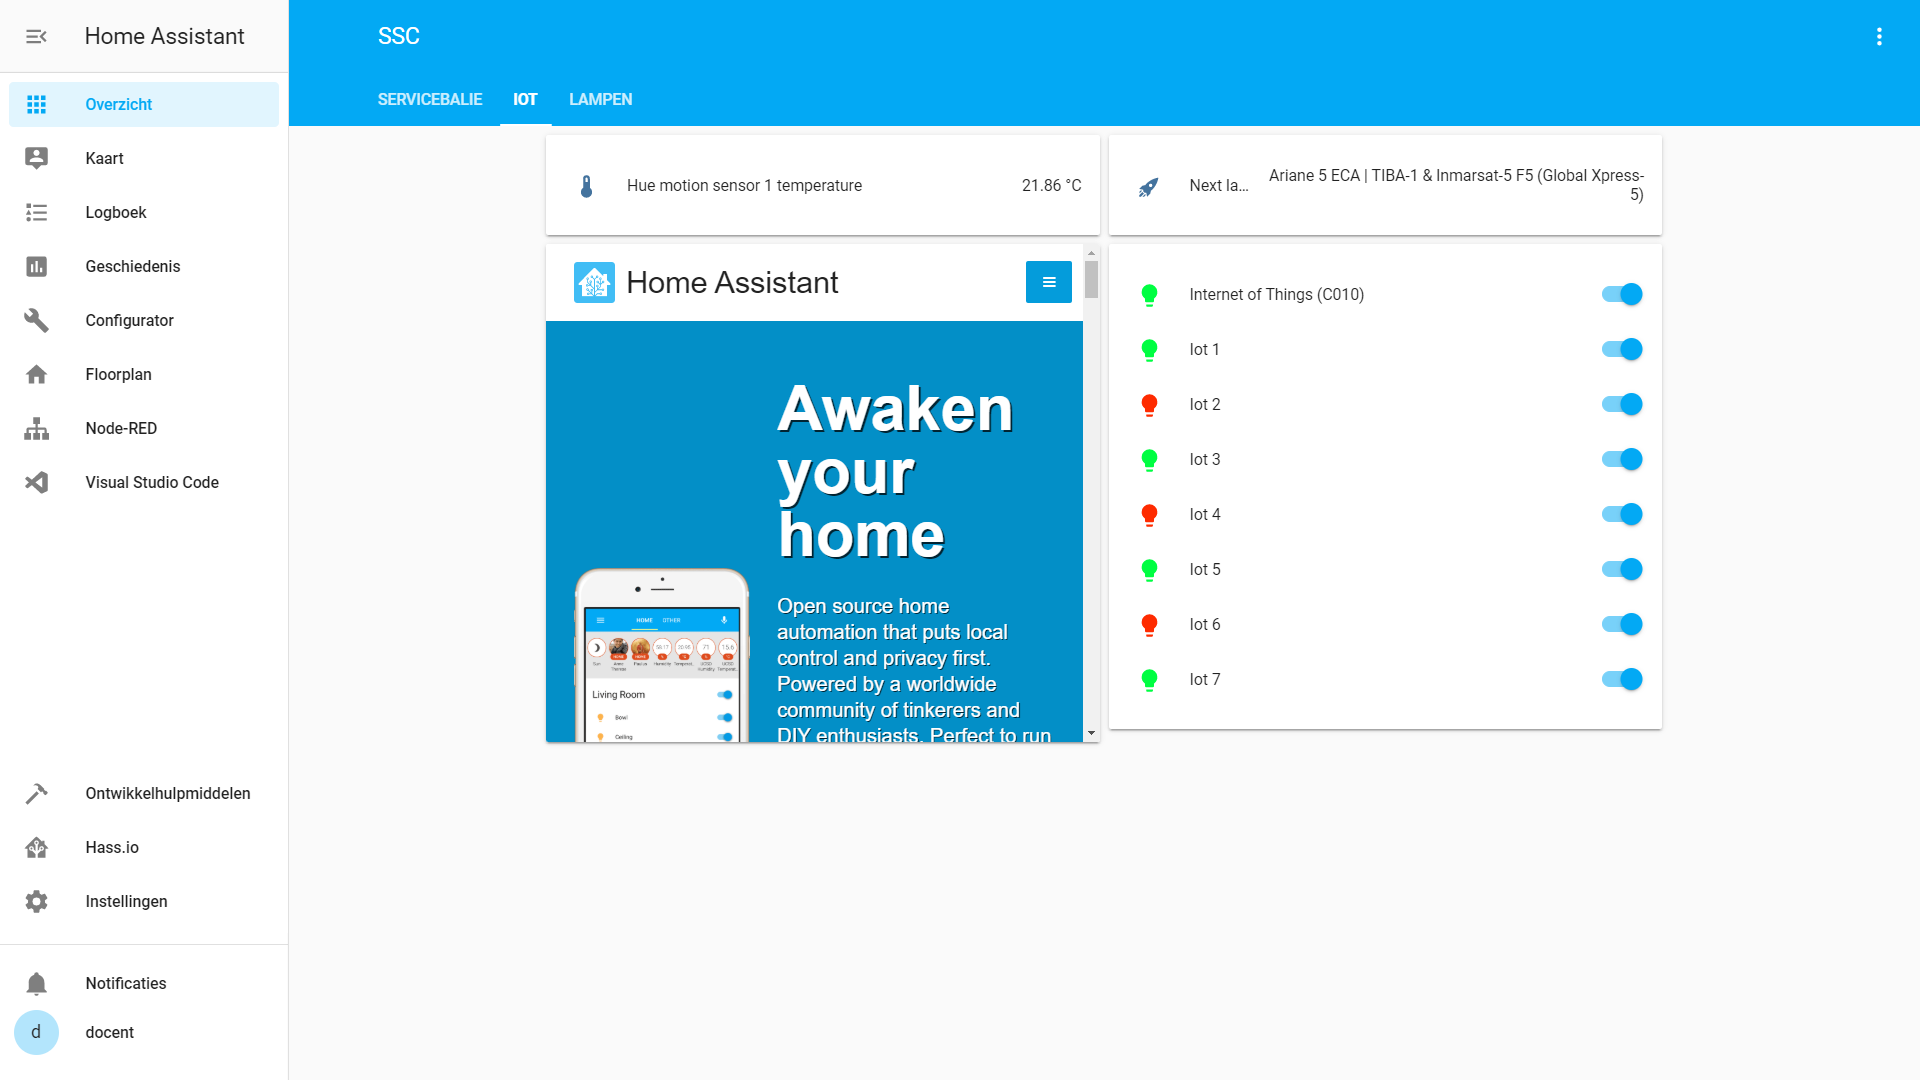 Home Assistant
Overzicht
Kaart
Logboek
Geschiedenis
Configurator
Floorplan
Node-RED
Visual Studio Code
Ontwikkelhulpmiddelen
Hass.io
Instellingen
Notificaties
d
docent
SSC
SERVICEBALIE
IOT
LAMPEN
Hue motion sensor 1 temperature
21.86 °C
Next la...
Ariane 5 ECA | TIBA-1 & Inmarsat-5 F5 (Global Xpress-
5)
Home Assistant
Awaken
your
home
Open source home
automation that puts local
control and privacy first.
Powered by a worldwide
community of tinkerers and
DIY enthusiasts. Perfect to run
HOME
OTHER
Living Room
Bowl
Ceiling
Internet of Things (C010)
Iot 1
Iot 2
Iot 3
Iot 4
Iot 5
Iot 6
Iot 7